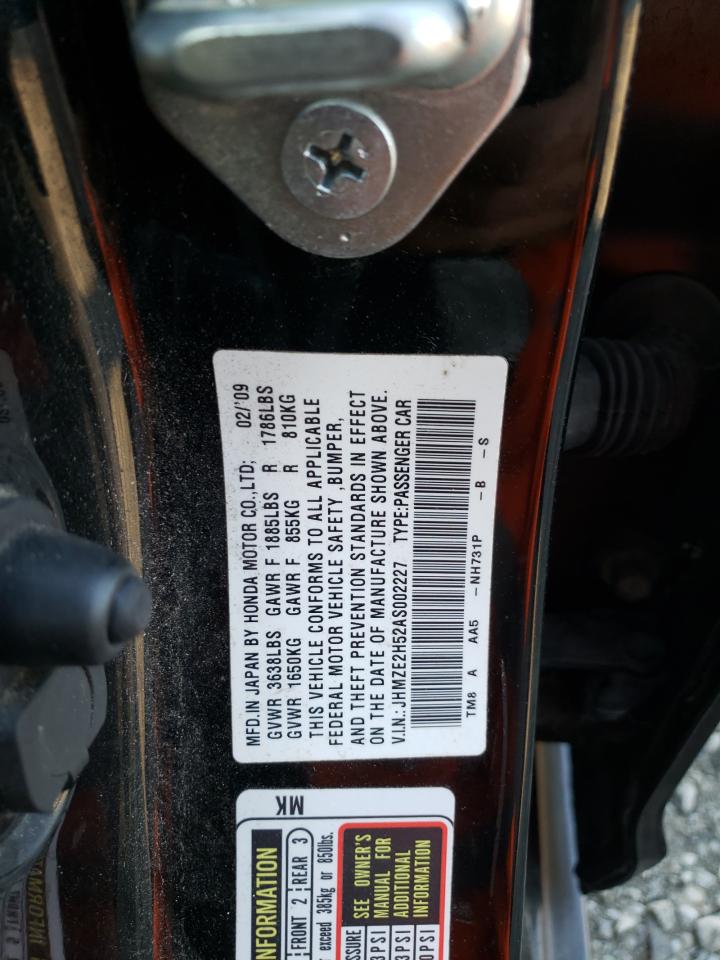 MFD.IN JAPAN BY HONDA MOTOR CO.,LTD; 02/'09
GVWR 3638LBS GAWR F 1885LBS R 1786LBS
GVWR 1650KG GAWR F 855KG R 810KG
THIS VEHICLE CONFORMS TO ALL APPLICABLE
FEDERAL MOTOR VEHICLE SAFETY ,BUMPER,
AND THEFT PREVENTION STANDARDS IN EFFECT
ON THE DATE OF MANUFACTURE SHOWN ABOVE.
V.I.N.: JHMZE2H52AS002227 TYPE:PASSENGER CAR
TM8 A AA5 -NH731P -B -S
MK
INFORMATION
FRONT 2 REAR 3
exceed 385kg or 850lbs.
SEE OWNER'S
MANUAL FOR
ADDITIONAL
INFORMATION